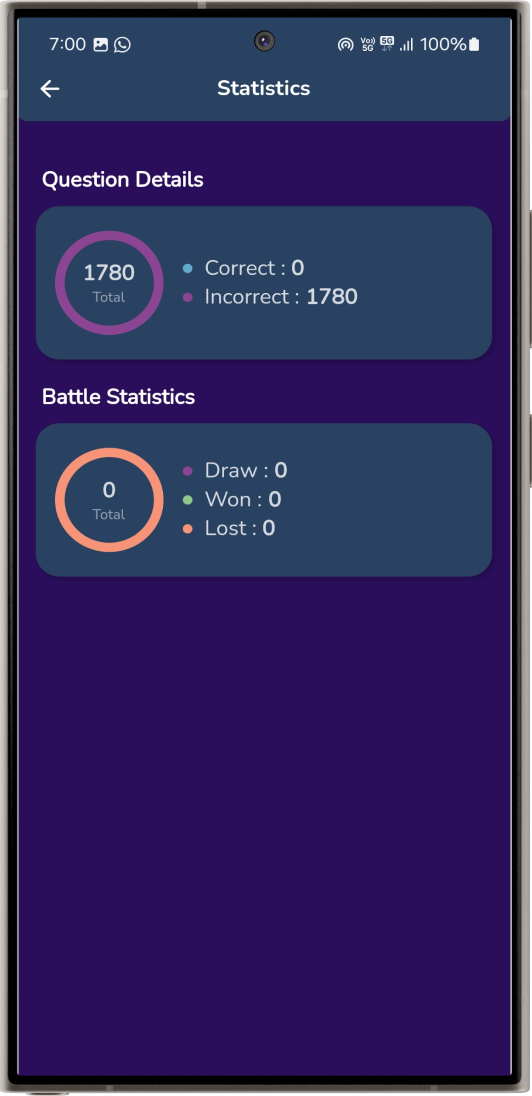 7:00
Vo)) 5G 5G 100%
Statistics
Question Details
1780
Total
Correct : 0
Incorrect : 1780
Battle Statistics
0
Total
Draw : 0
Won : 0
Lost : 0